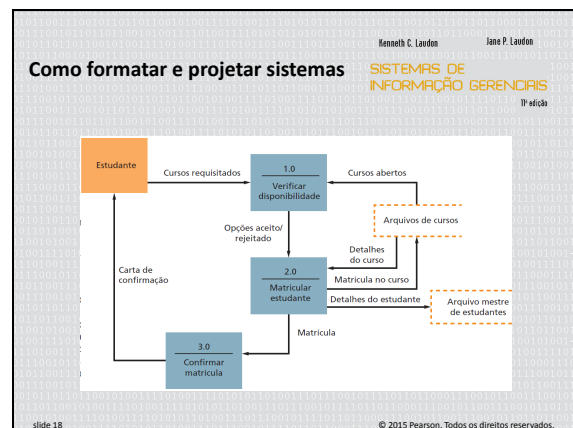 Kenneth C. Laudon
Jane P. Laudon
Como formatar e projetar sistemas
SISTEMAS DE
INFORMAÇÃO GERENCIAIS
11ª edição
Estudante
Cursos requisitados
1.0
Verificar
disponibilidade
Cursos abertos
Arquivos de cursos
Opções aceito/
rejeitado
Detalhes
do curso
Carta de
confirmação
2.0
Matricular
estudante
Matricula no curso
Detalhes do estudante
Arquivo mestre
de estudantes
Matricula
3.0
Confirmar
matricula
slide 18
© 2015 Pearson. Todos os direitos reservados.